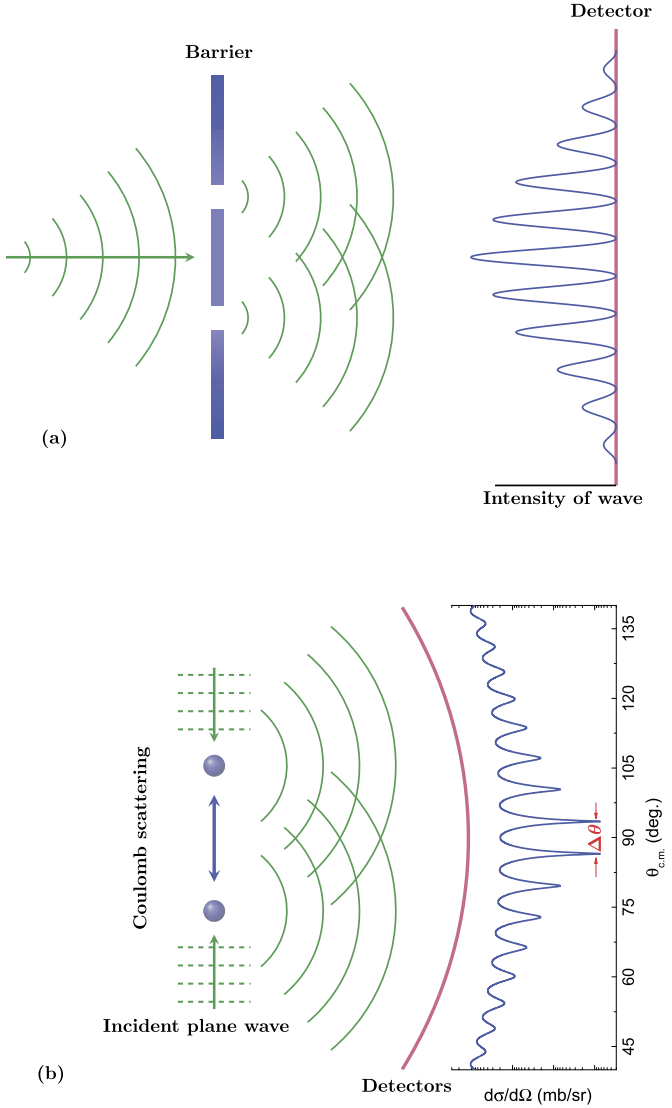 Detector
Barrier
(a)
Intensity of wave
135
120
105
90
75
60
45
Δθ
θc.m. (deg.)
Coulomb scattering
Incident plane wave
(b)
Detectors
dσ/dΩ (mb/sr)